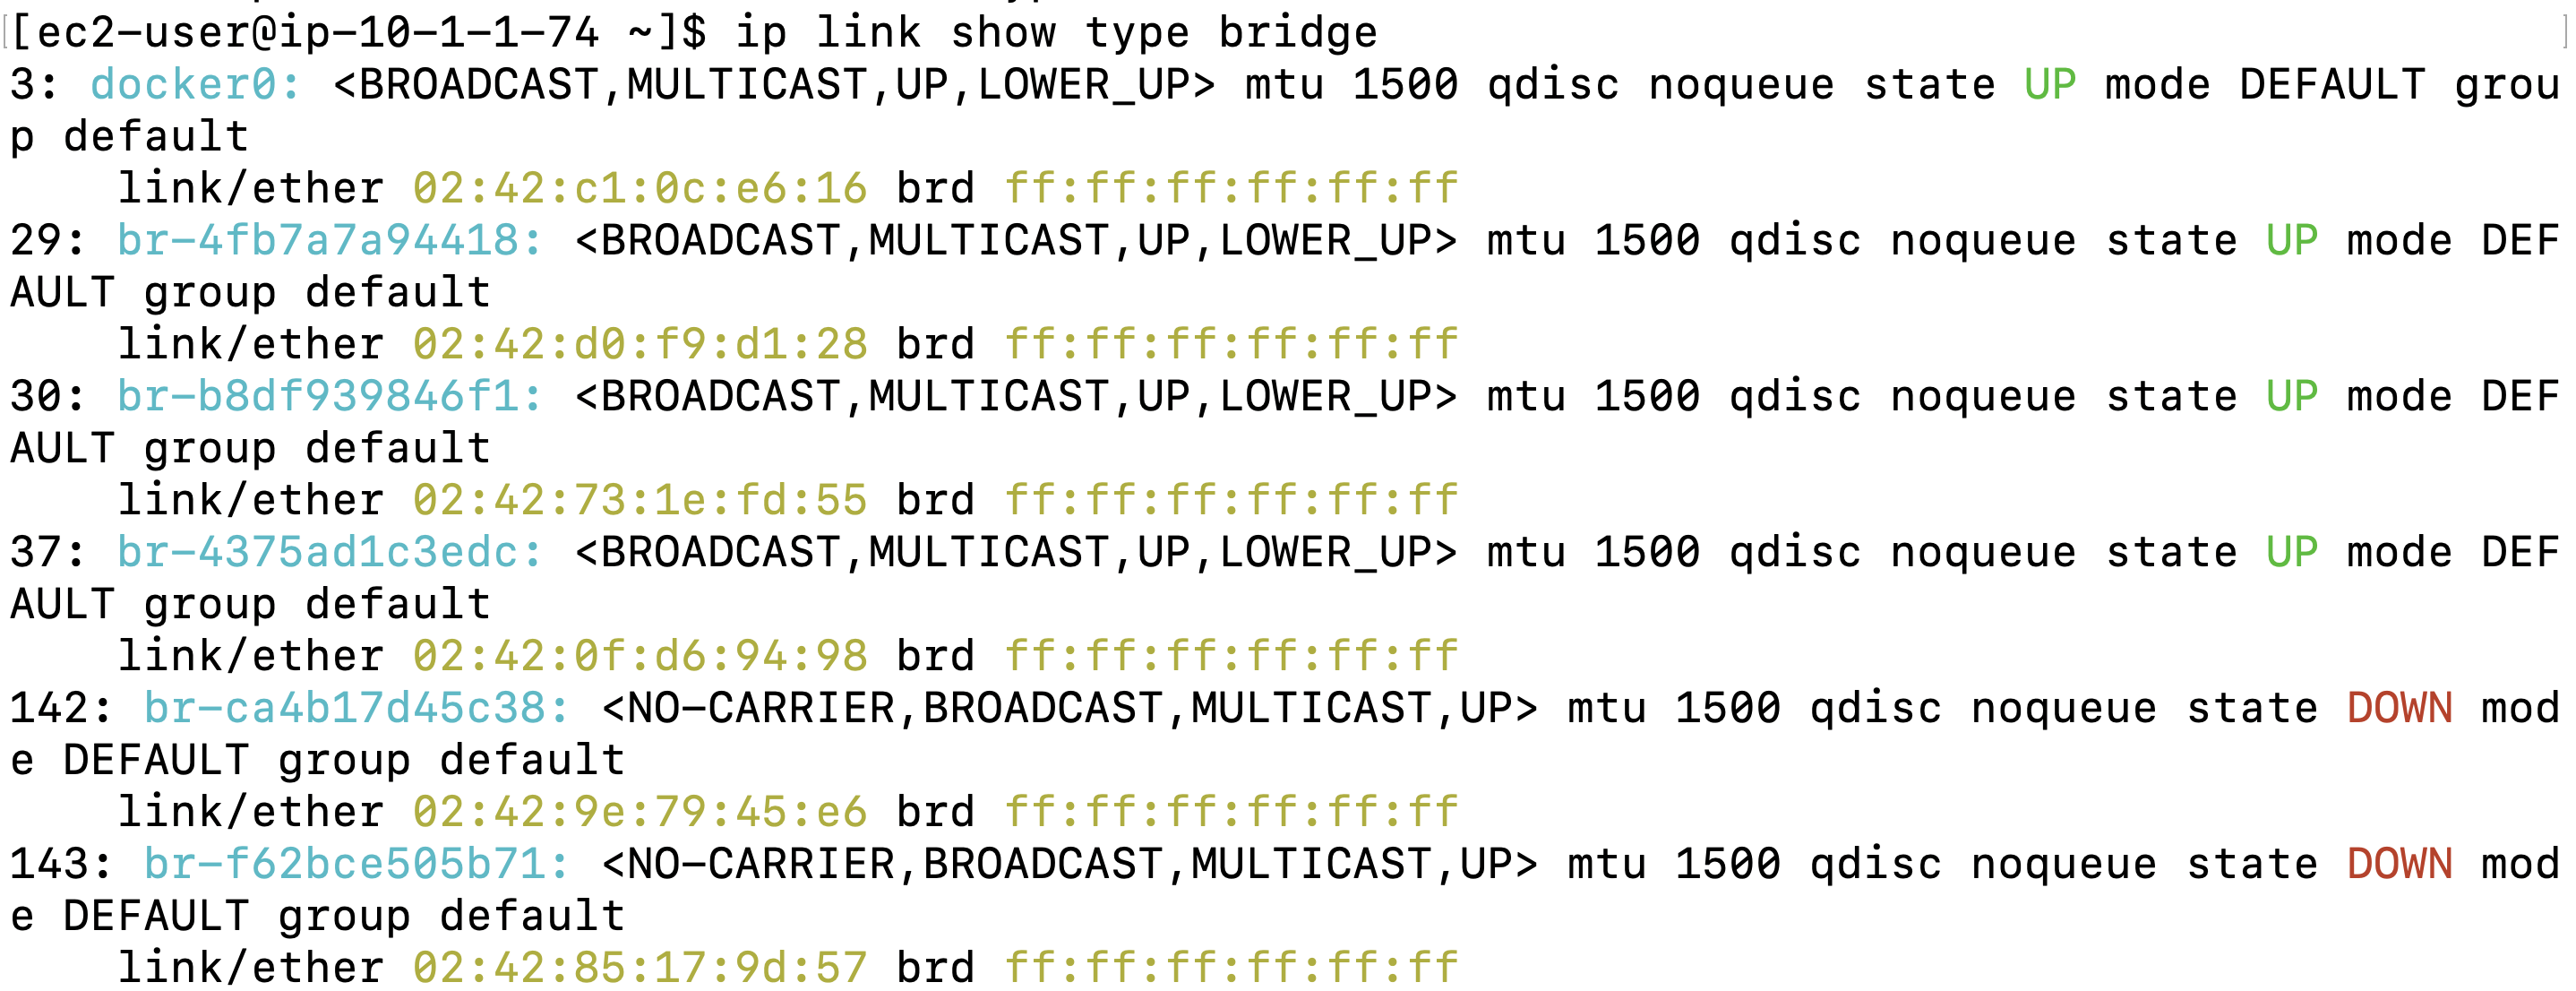 [ec2-user@ip-10-1-1-74 ~]$ ip link show type bridge
3: docker0: <BROADCAST,MULTICAST,UP,LOWER_UP> mtu 1500 qdisc noqueue state UP mode DEFAULT grou
p default
    link/ether 02:42:c1:0c:e6:16 brd ff:ff:ff:ff:ff:ff
29: br-4fb7a7a94418: <BROADCAST,MULTICAST,UP,LOWER_UP> mtu 1500 qdisc noqueue state UP mode DEF
AULT group default
    link/ether 02:42:d0:f9:d1:28 brd ff:ff:ff:ff:ff:ff
30: br-b8df939846f1: <BROADCAST,MULTICAST,UP,LOWER_UP> mtu 1500 qdisc noqueue state UP mode DEF
AULT group default
    link/ether 02:42:73:1e:fd:55 brd ff:ff:ff:ff:ff:ff
37: br-4375ad1c3edc: <BROADCAST,MULTICAST,UP,LOWER_UP> mtu 1500 qdisc noqueue state UP mode DEF
AULT group default
    link/ether 02:42:0f:d6:94:98 brd ff:ff:ff:ff:ff:ff
142: br-ca4b17d45c38: <NO-CARRIER,BROADCAST,MULTICAST,UP> mtu 1500 qdisc noqueue state DOWN mod
e DEFAULT group default
    link/ether 02:42:9e:79:45:e6 brd ff:ff:ff:ff:ff:ff
143: br-f62bce505b71: <NO-CARRIER,BROADCAST,MULTICAST,UP> mtu 1500 qdisc noqueue state DOWN mod
e DEFAULT group default
    link/ether 02:42:85:17:9d:57 brd ff:ff:ff:ff:ff:ff